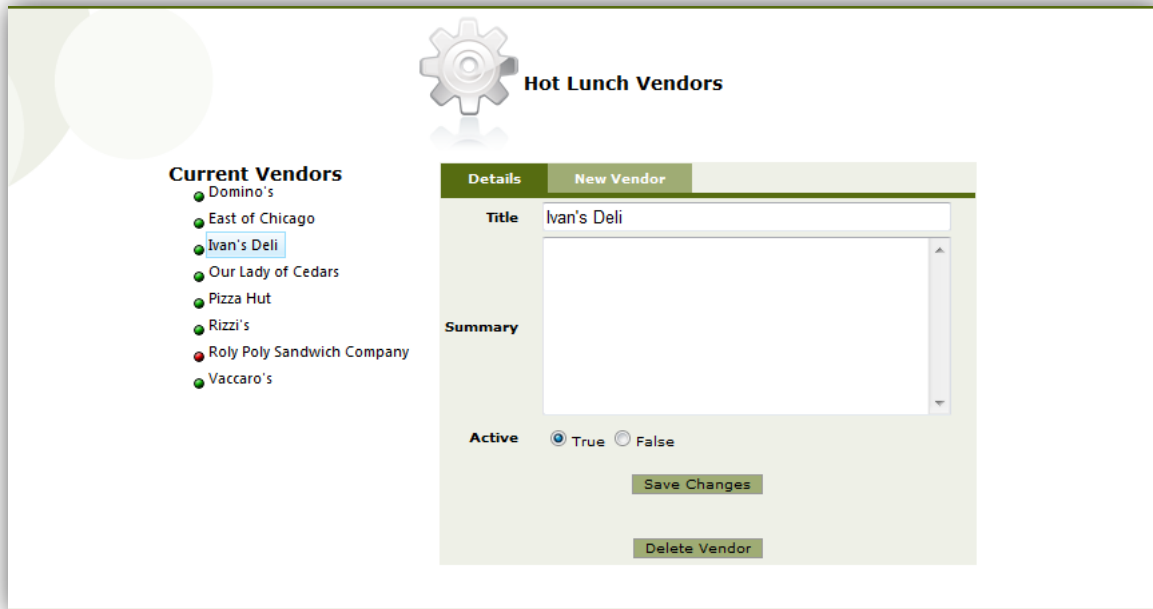 Hot Lunch Vendors
Current Vendors
Domino's
East of Chicago
Ivan's Deli
Our Lady of Cedars
Pizza Hut
Rizzi's
Roly Poly Sandwich Company
Vaccaro's
Details New Vendor
Title Ivan's Deli
Summary
Active True False
Save Changes
Delete Vendor